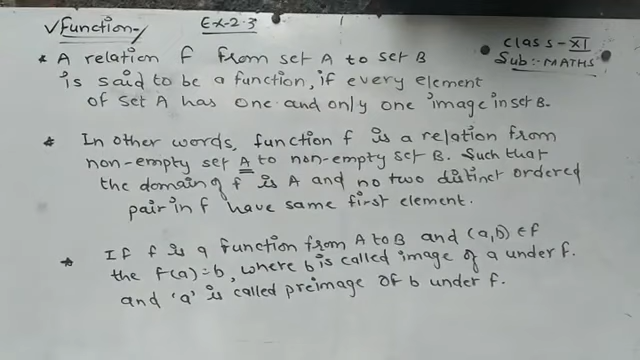 √Function-/
Ex-2.3
Class-XI
Sub:-MATHS
* A relation f from set A to set B
is said to be a function, if every element
of set A has one and only one image in set B.
* In other words, function f is a relation from
non-empty set A to non-empty set B. Such that
the domain of f is A and no two distinct ordered
pair in f have same first element.
* If f is a function from A to B and (a,b) ∈ f
the f(a)=b, where b is called image of a under f.
and 'a' is called preimage of b under f.